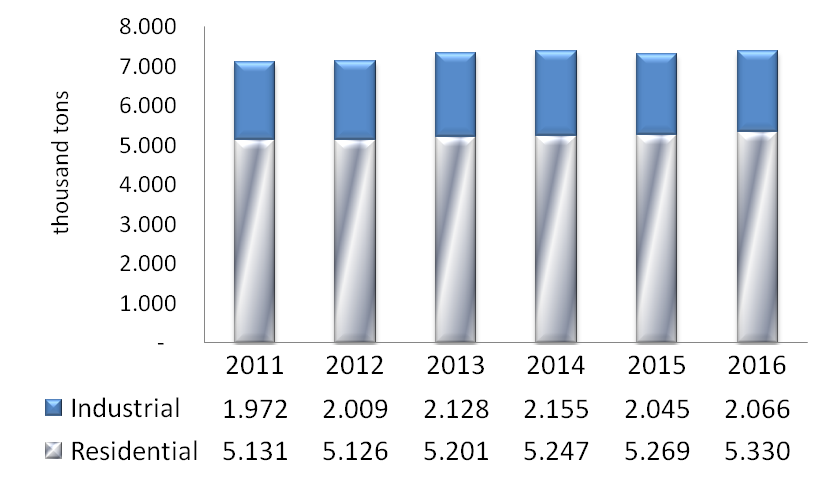 thousand tons
8.000
7.000
6.000
5.000
4.000
3.000
2.000
1.000
-
2011 2012 2013 2014 2015 2016
Industrial 1.972 2.009 2.128 2.155 2.045 2.066
Residential 5.131 5.126 5.201 5.247 5.269 5.330